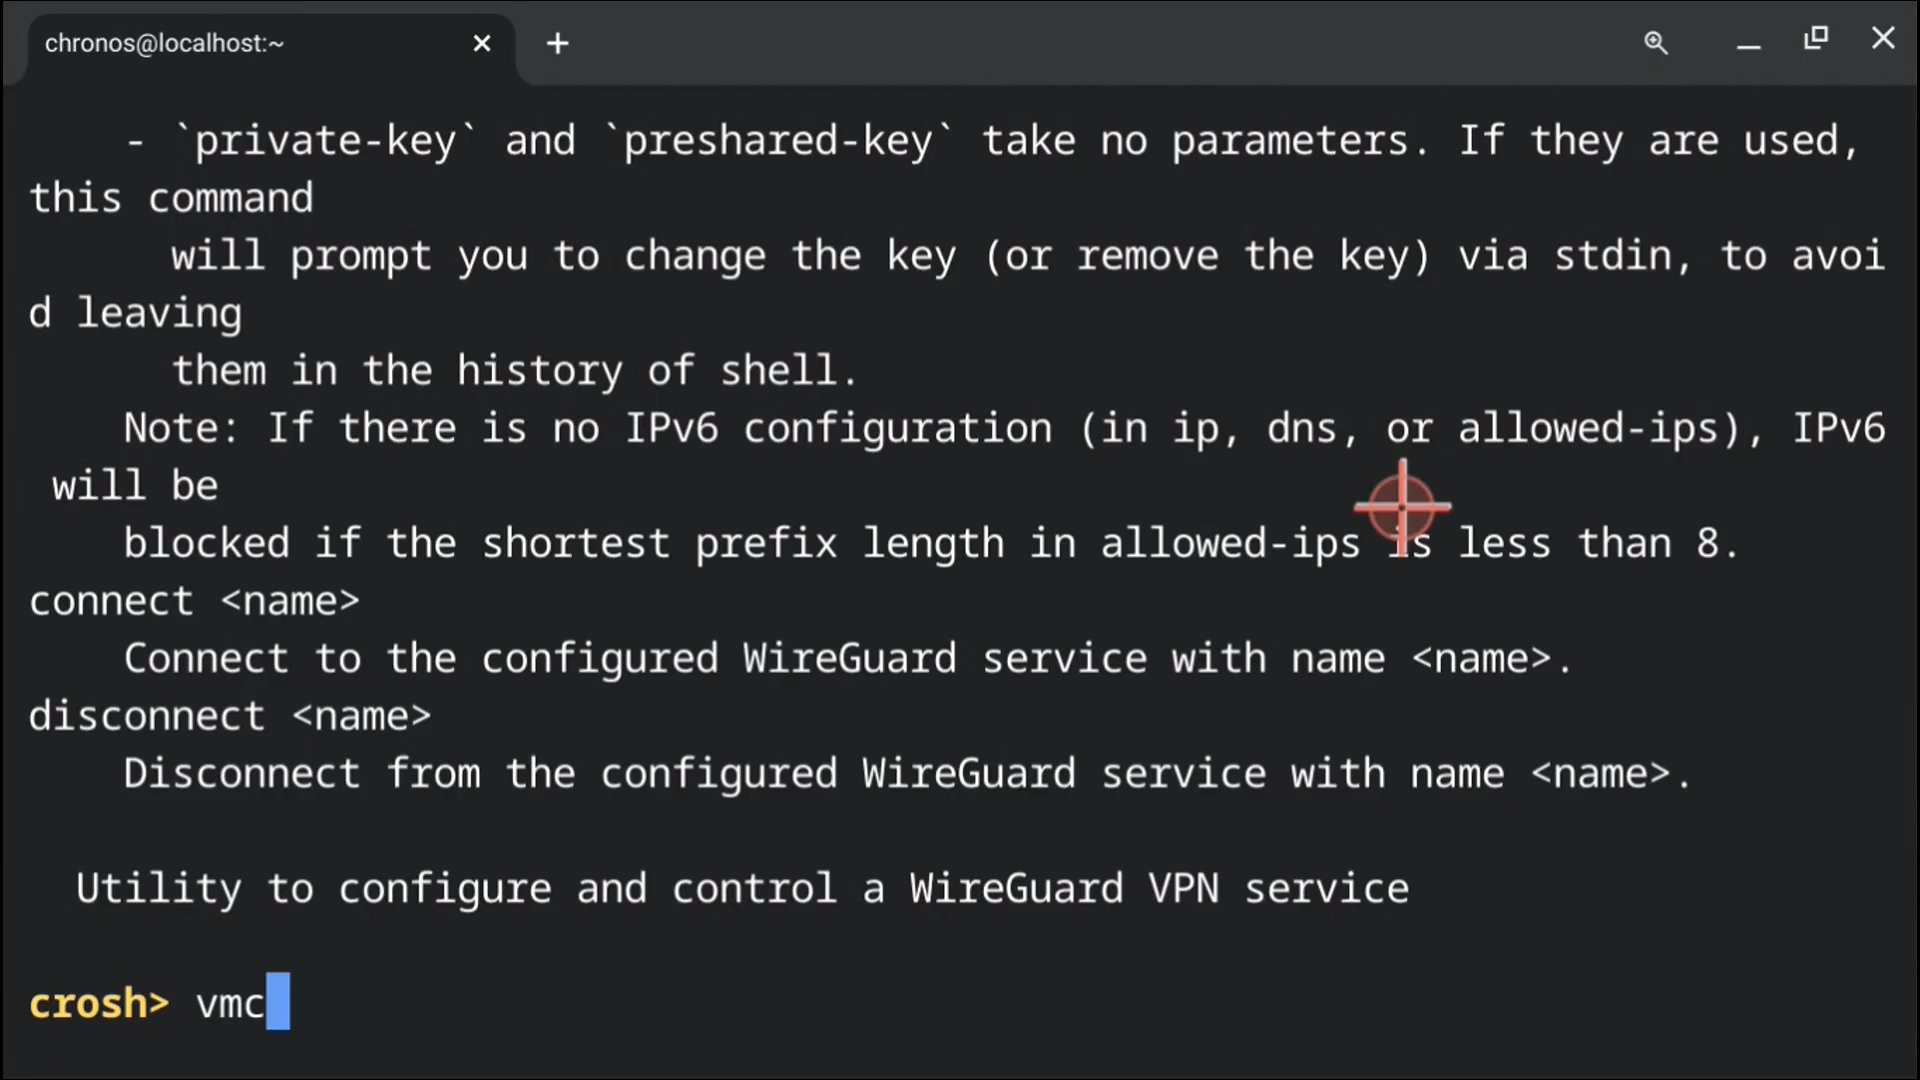 chronos@localhost:~
- `private-key` and `preshared-key` take no parameters. If they are used,
this command
will prompt you to change the key (or remove the key) via stdin, to avoi
d leaving
them in the history of shell.
Note: If there is no IPv6 configuration (in ip, dns, or allowed-ips), IPv6
will be
blocked if the shortest prefix length in allowed-ips is less than 8.
connect <name>
Connect to the configured WireGuard service with name <name>.
disconnect <name>
Disconnect from the configured WireGuard service with name <name>.
Utility to configure and control a WireGuard VPN service
crosh> vmc